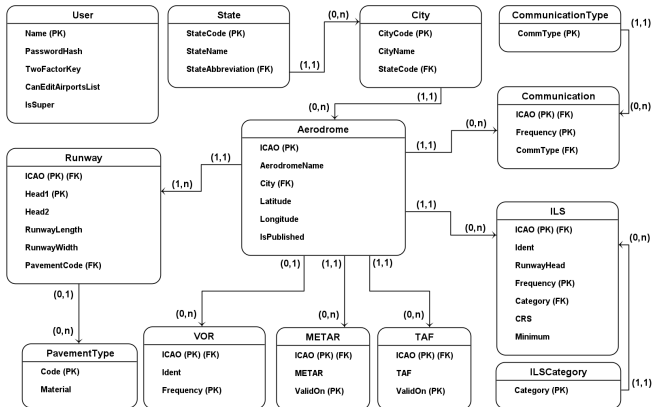 User
Name (PK)
PasswordHash
TwoFactorKey
CanEditAirportsList
IsSuper
State
StateCode (PK)
StateName
StateAbbreviation (FK)
(0,n)
(1,1)
City
CityCode (PK)
CityName
StateCode (FK)
(1,1)
(0,n)
CommunicationType
CommType (PK)
(1,1)
(0,n)
Communication
ICAO (PK) (FK)
Frequency (PK)
CommType (FK)
(0,n)
(1,1)
Aerodrome
ICAO (PK)
AerodromeName
City (FK)
Latitude
Longitude
IsPublished
(1,1)
(1,n)
Runway
ICAO (PK) (FK)
Head1 (PK)
Head2
RunwayLength
RunwayWidth
PavementCode (FK)
(0,1)
(0,n)
PavementType
Code (PK)
Material
(1,1)
(0,n)
ILS
ICAO (PK) (FK)
Ident
RunwayHead
Frequency (PK)
Category (FK)
CRS
Minimum
(0,n)
(1,1)
ILSCategory
Category (PK)
(0,1)
(1,1)
(1,1)
(0,n)
(0,n)
(0,n)
VOR
ICAO (PK) (FK)
Ident
Frequency (PK)
METAR
ICAO (PK) (FK)
METAR
ValidOn (PK)
TAF
ICAO (PK) (FK)
TAF
ValidOn (PK)